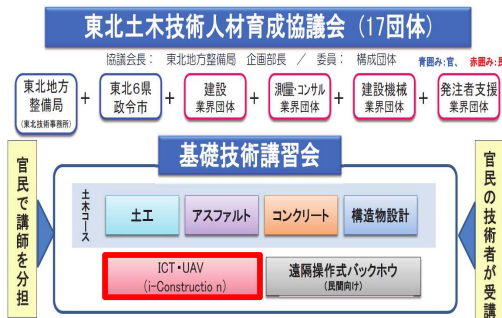 東北土木技術人材育成協議会(17団体)
協議会長: 東北地方整備局 企画部長 / 委員: 構成団体
青囲み:官、 赤囲み:民
東北地方
整備局
(東北技術事務所)
+
東北6県
政令市
+
建設
業界団体
+
測量・コンサル
業界団体
+
建設機械
業界団体
+
発注者支援
業界団体
基礎技術講習会
官民で講師を分担
土木コース
土工
アスファルト
コンクリート
構造物設計
ICT・UAV
(i-Constructio n)
遠隔操作式バックホウ
(民間向け)
官民の技術者が受講